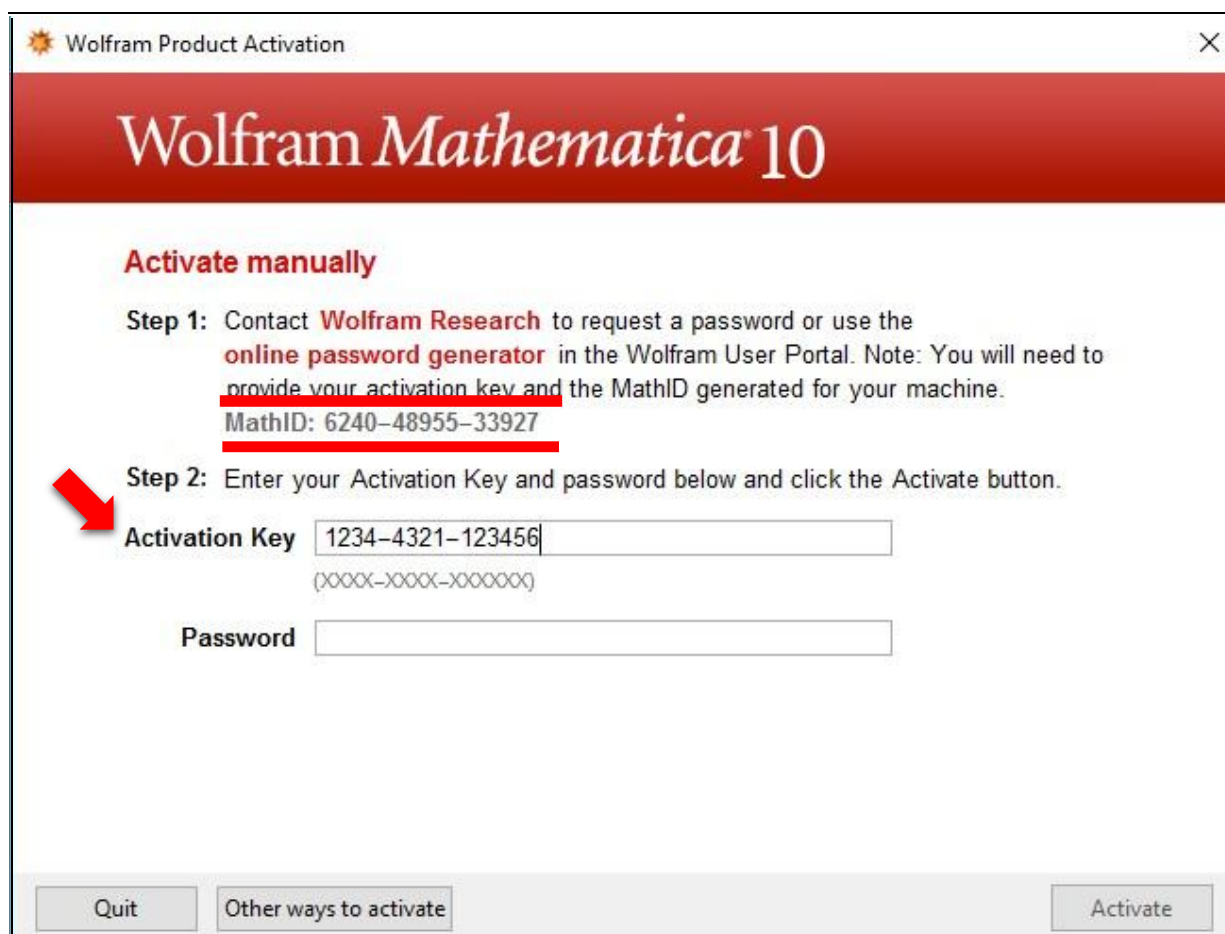 Wolfram Product Activation
Wolfram Mathematica® 10
Activate manually
Step 1: Contact Wolfram Research to request a password or use the
online password generator in the Wolfram User Portal. Note: You will need to
provide your activation key and the MathID generated for your machine.
MathID: 6240–48955–33927
Step 2: Enter your Activation Key and password below and click the Activate button.
Activation Key 1234–4321–123456
(XXXX–XXXX–XXXXXX)
Password
Quit Other ways to activate Activate